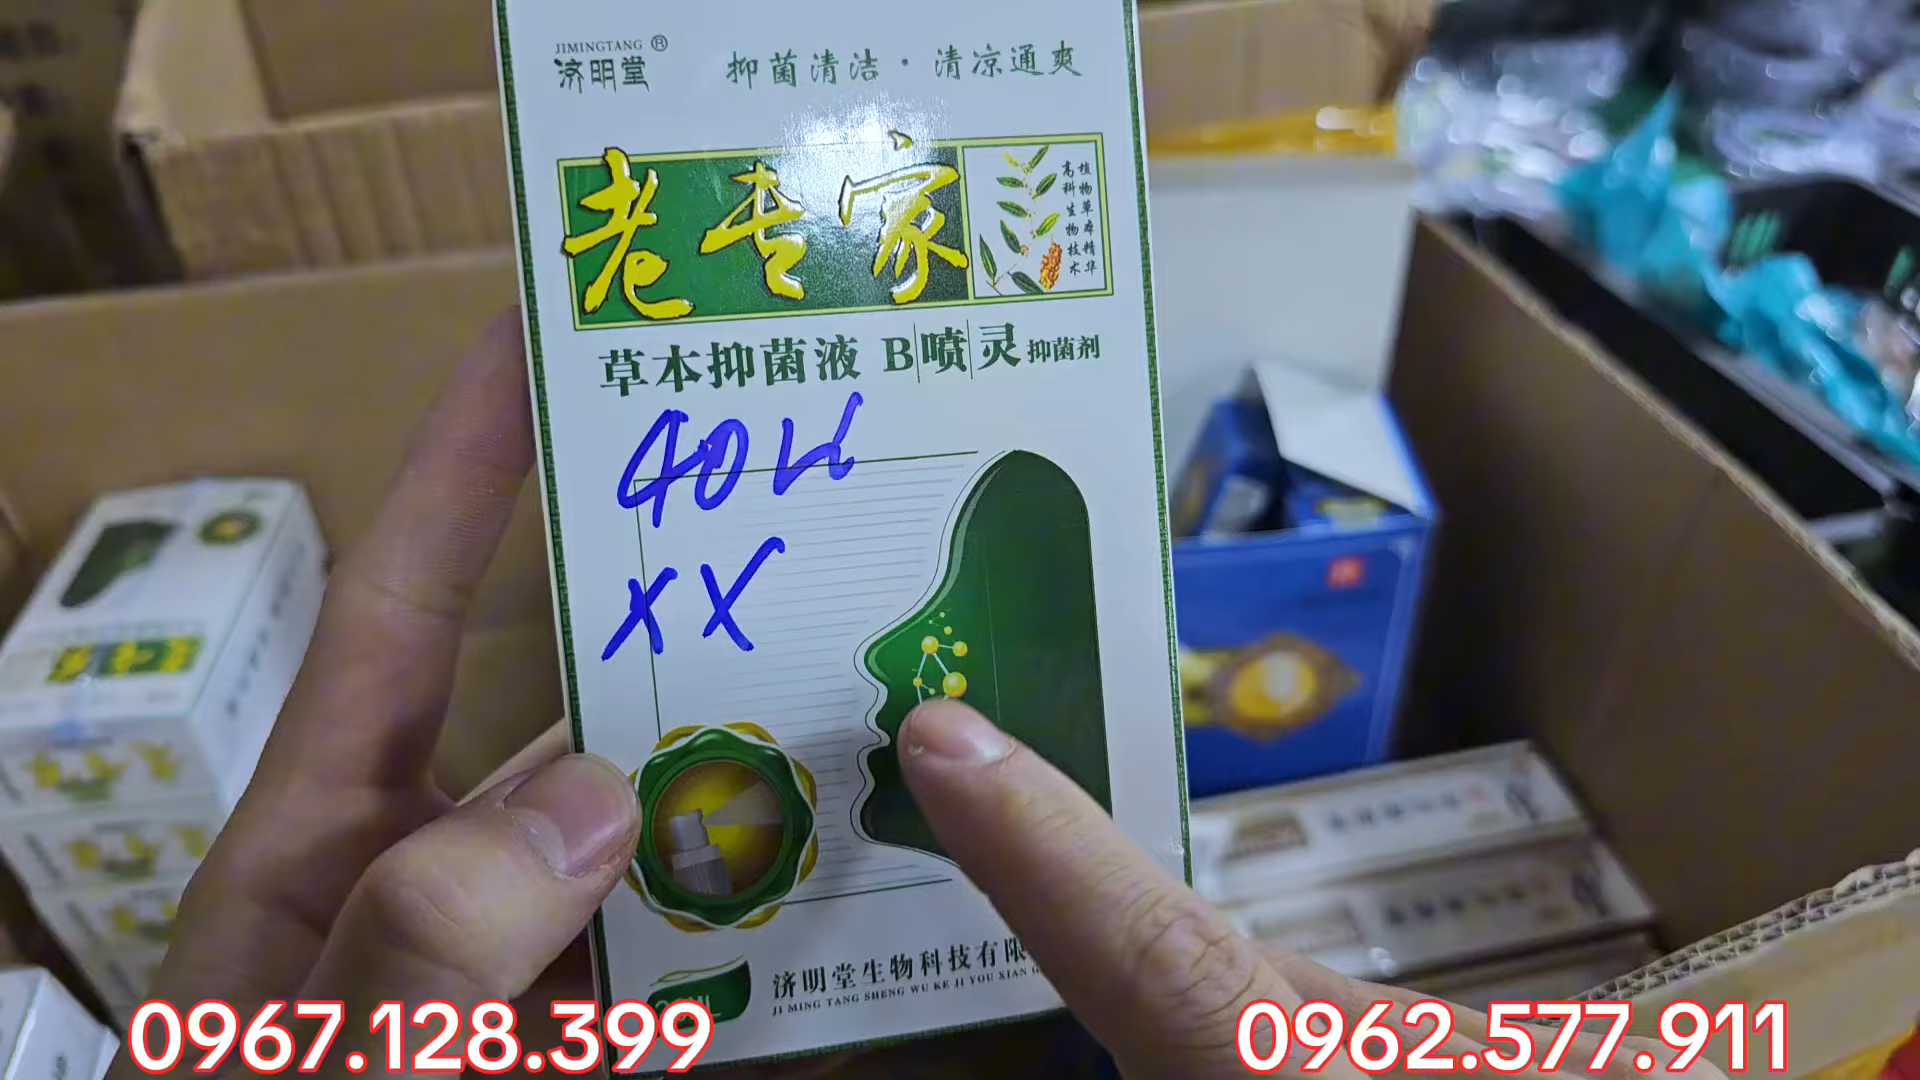 JIMINGTANG ®
济明堂
抑菌清洁·清凉通爽
老专家
植物草本精华
高科生物技术
草本抑菌液 B喷灵 抑菌剂
40K
XX
济明堂生物科技有限
JI MING TANG SHENG WU KE JI YOU XIAN
0967.128.399
0962.577.911